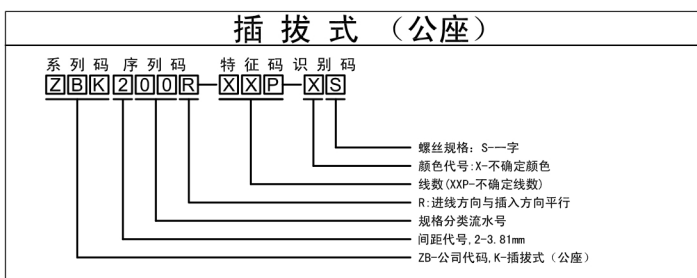 插拔式（公座）
系列码 序列码 特征码 识别码
ZBK200R-XXP-XS
螺丝规格：S-一字
颜色代号：X-不确定颜色
线数(XXP-不确定线数)
R：进线方向与插入方向平行
规格分类流水号
间距代号,2-3.81mm
ZB-公司代码,K-插拔式（公座）